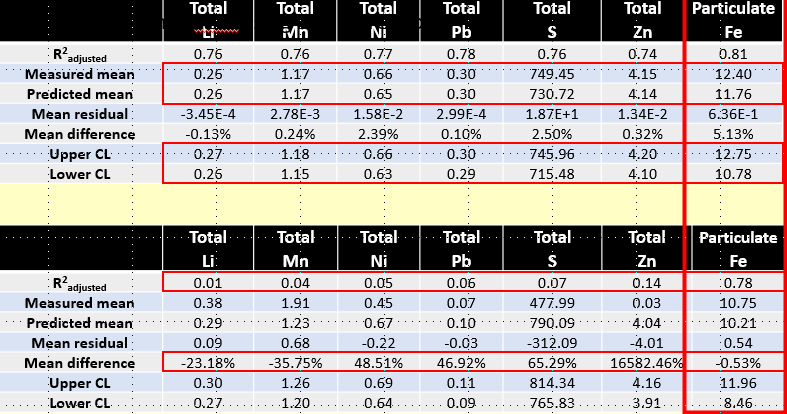 Total Total Total Total Total Total Particulate
Li Mn Ni Pb S Zn Fe
R²adjusted 0.76 0.76 0.77 0.78 0.76 0.74 0.81
Measured mean 0.26 1.17 0.66 0.30 749.45 4.15 12.40
Predicted mean 0.26 1.17 0.65 0.30 730.72 4.14 11.76
Mean residual -3.45E-4 2.78E-3 1.58E-2 2.99E-4 1.87E+1 1.34E-2 6.36E-1
Mean difference -0.13% 0.24% 2.39% 0.10% 2.50% 0.32% 5.13%
Upper CL 0.27 1.18 0.66 0.30 745.96 4.20 12.75
Lower CL 0.26 1.15 0.63 0.29 715.48 4.10 10.78
Total Total Total Total Total Total Particulate
Li Mn Ni Pb S Zn Fe
R²adjusted 0.01 0.04 0.05 0.06 0.07 0.14 0.78
Measured mean 0.38 1.91 0.45 0.07 477.99 0.03 10.75
Predicted mean 0.29 1.23 0.67 0.10 790.09 4.04 10.21
Mean residual 0.09 0.68 -0.22 -0.03 -312.09 -4.01 0.54
Mean difference -23.18% -35.75% 48.51% 46.92% 65.29% 16582.46% -0.53%
Upper CL 0.30 1.26 0.69 0.11 814.34 4.16 11.96
Lower CL 0.27 1.20 0.64 0.09 765.83 3.91 8.46